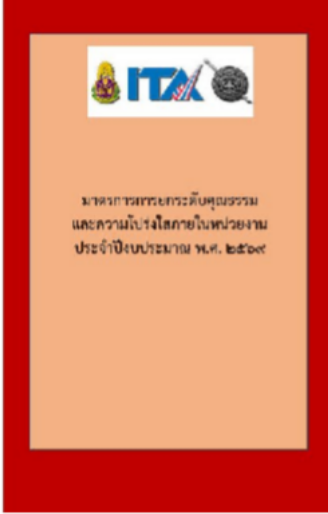 ITA
มาตรการการยกระดับคุณธรรม
และความโปร่งใสภายในหน่วยงาน
ประจำปีงบประมาณ พ.ศ. ๒๕๖๙